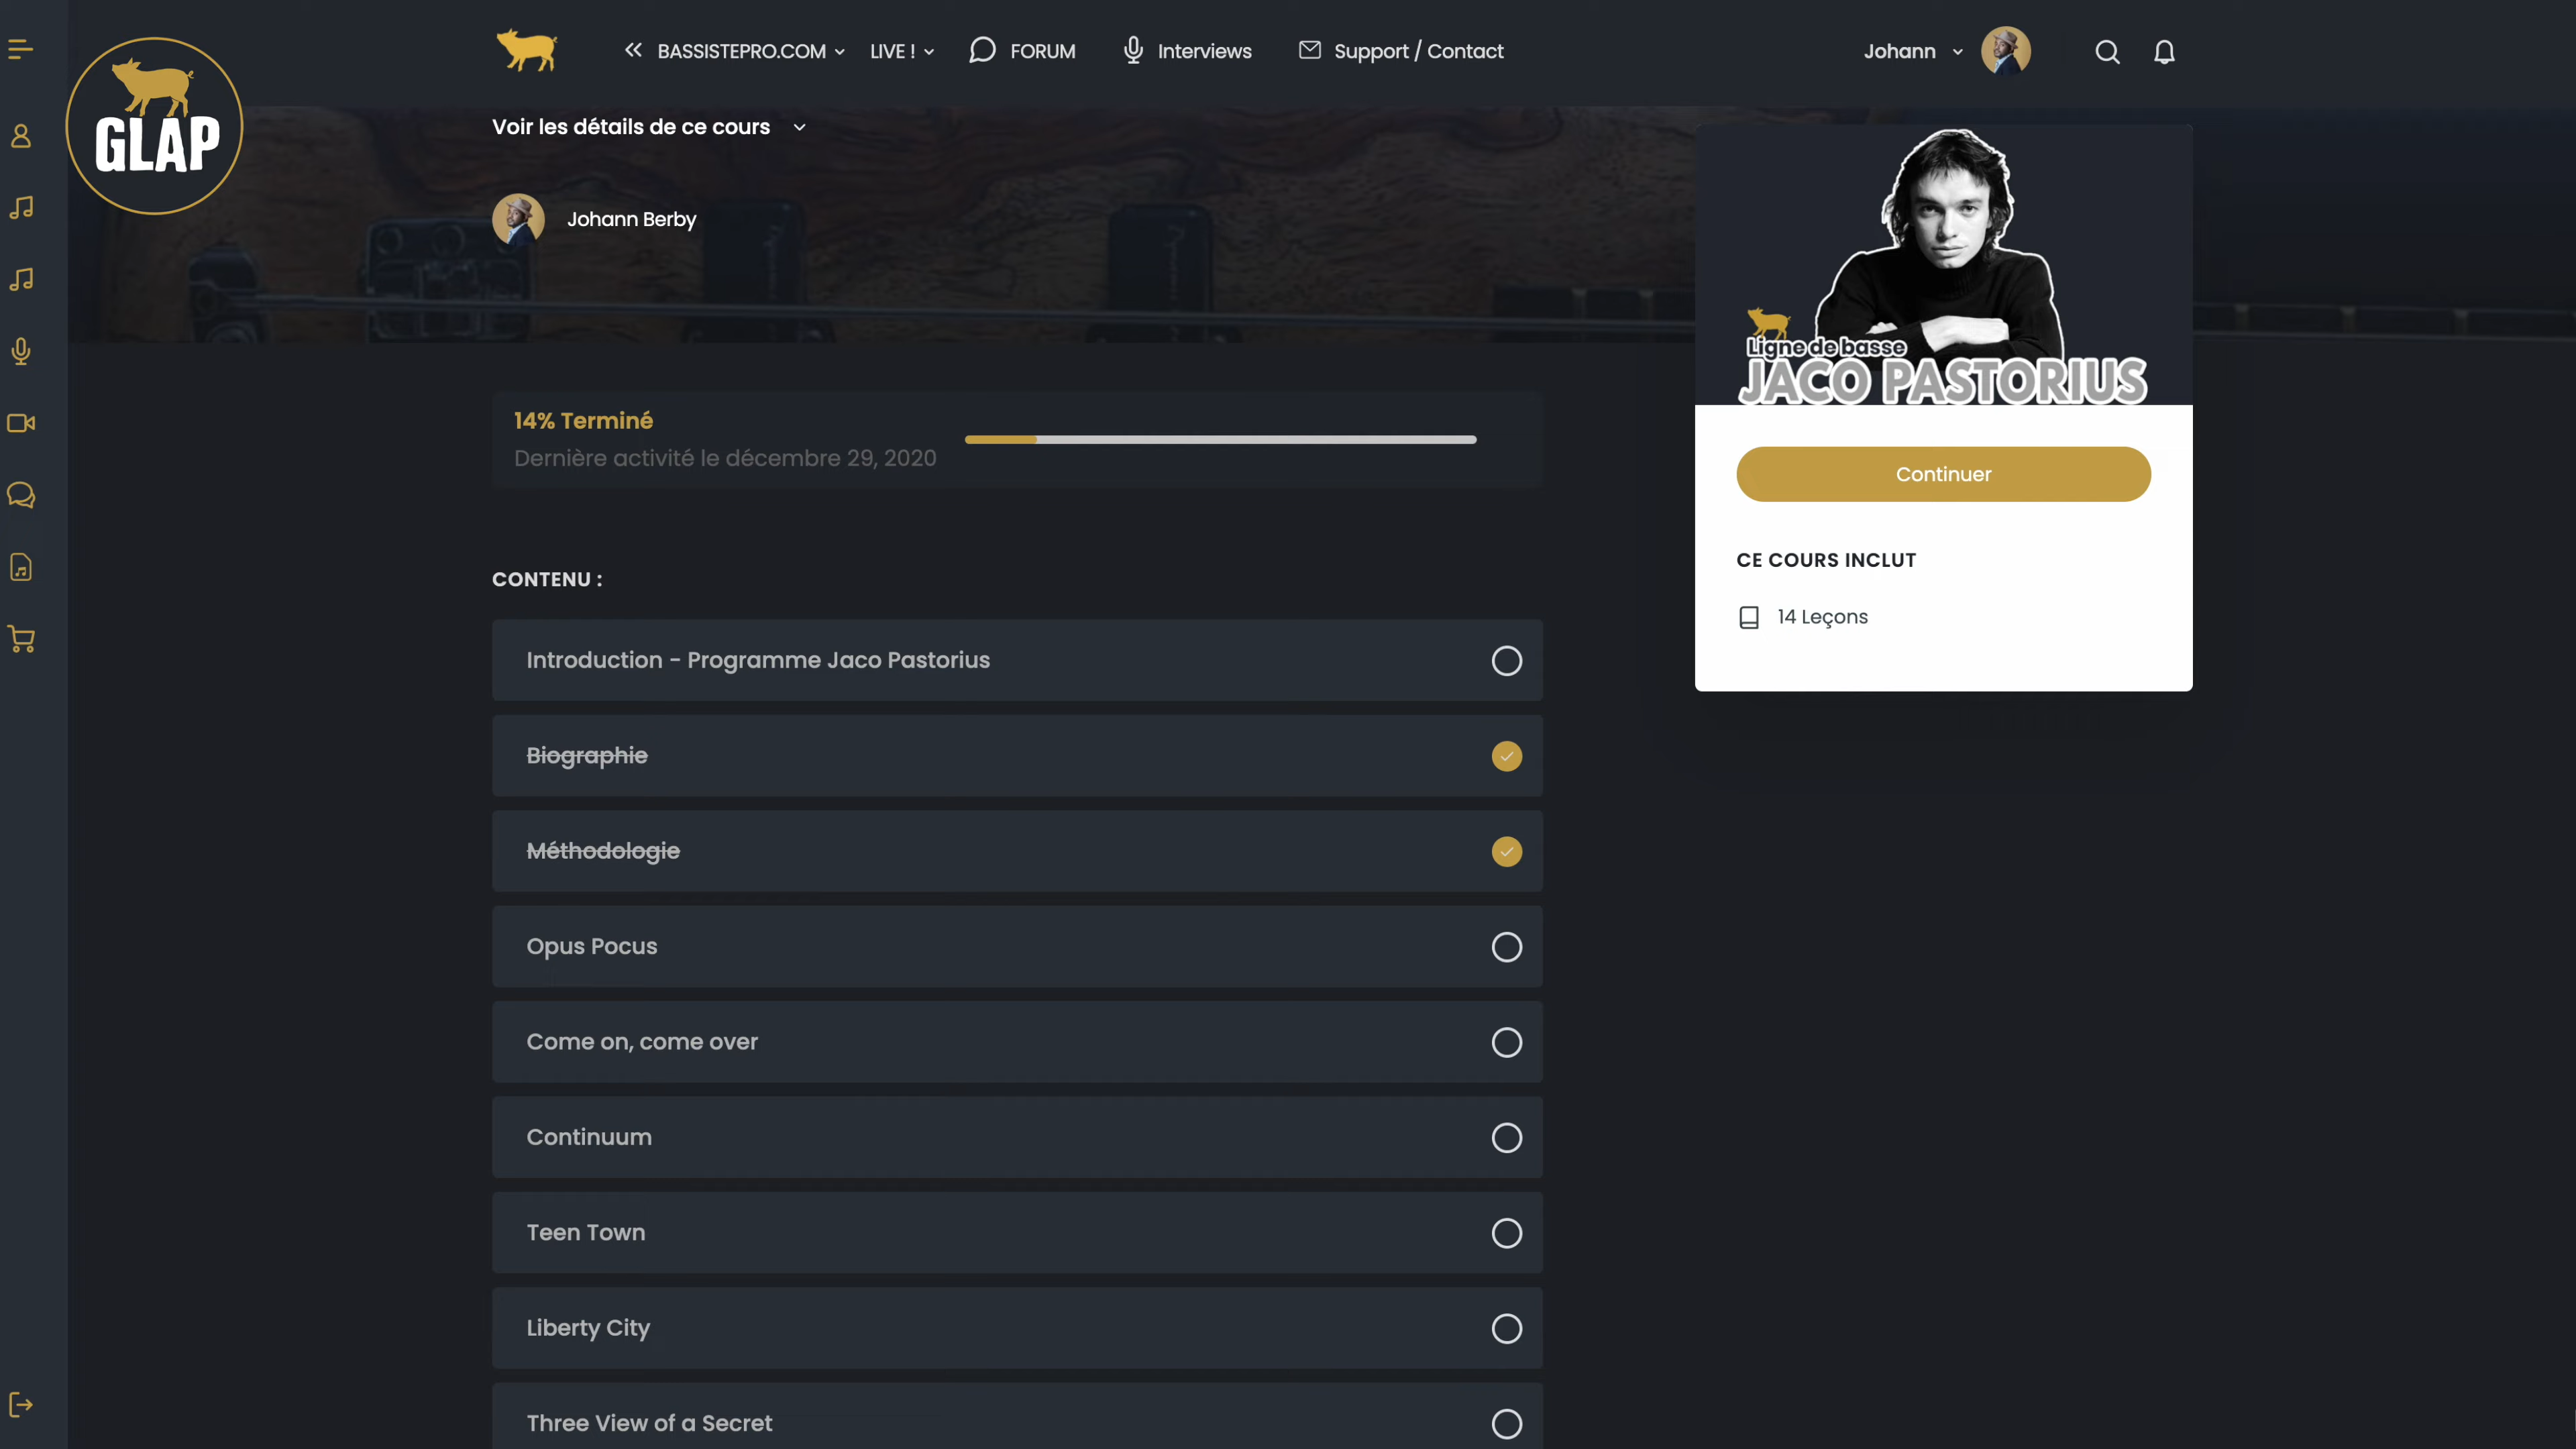 GLAP
BASSISTEPRO.COM
LIVE !
FORUM
Interviews
Support / Contact
Johann
Voir les détails de ce cours
Johann Berby
Ligne de basse
JACO PASTORIUS
14% Terminé
Dernière activité le décembre 29, 2020
Continuer
CE COURS INCLUT
14 Leçons
CONTENU :
Introduction - Programme Jaco Pastorius
Biographie
Méthodologie
Opus Pocus
Come on, come over
Continuum
Teen Town
Liberty City
Three View of a Secret